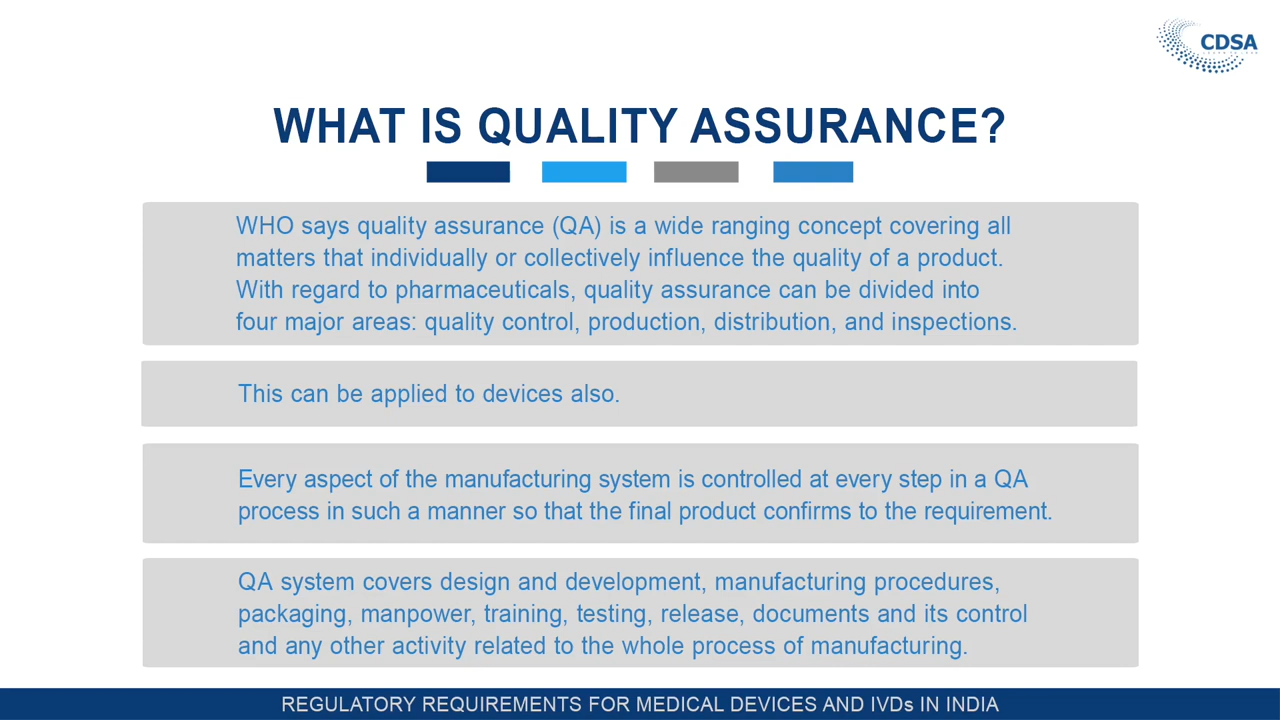 CDSA
WHAT IS QUALITY ASSURANCE?
WHO says quality assurance (QA) is a wide ranging concept covering all
matters that individually or collectively influence the quality of a product.
With regard to pharmaceuticals, quality assurance can be divided into
four major areas: quality control, production, distribution, and inspections.
This can be applied to devices also.
Every aspect of the manufacturing system is controlled at every step in a QA
process in such a manner so that the final product confirms to the requirement.
QA system covers design and development, manufacturing procedures,
packaging, manpower, training, testing, release, documents and its control
and any other activity related to the whole process of manufacturing.
REGULATORY REQUIREMENTS FOR MEDICAL DEVICES AND IVDs IN INDIA